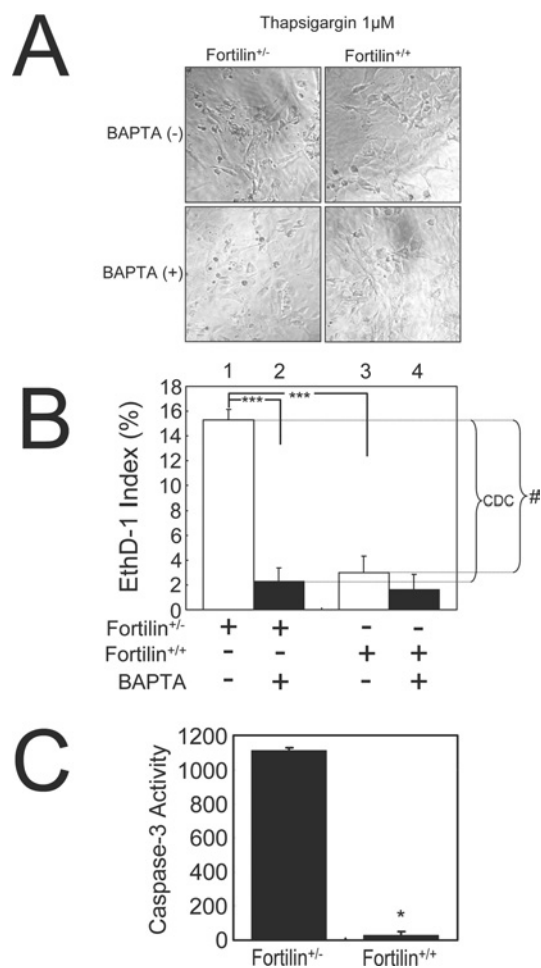 A
Thapsigargin 1μM
Fortilin+/- Fortilin+/+
BAPTA (-)
BAPTA (+)
B
1 2 3 4
EthD-1 Index (%)
18
16
14
12
10
8
6
4
2
0
***
***
CDC
#
Fortilin+/- + + - -
Fortilin+/+ - - + +
BAPTA - + - +
C
Caspase-3 Activity
1200
1000
800
600
400
200
0
*
Fortilin+/- Fortilin+/+